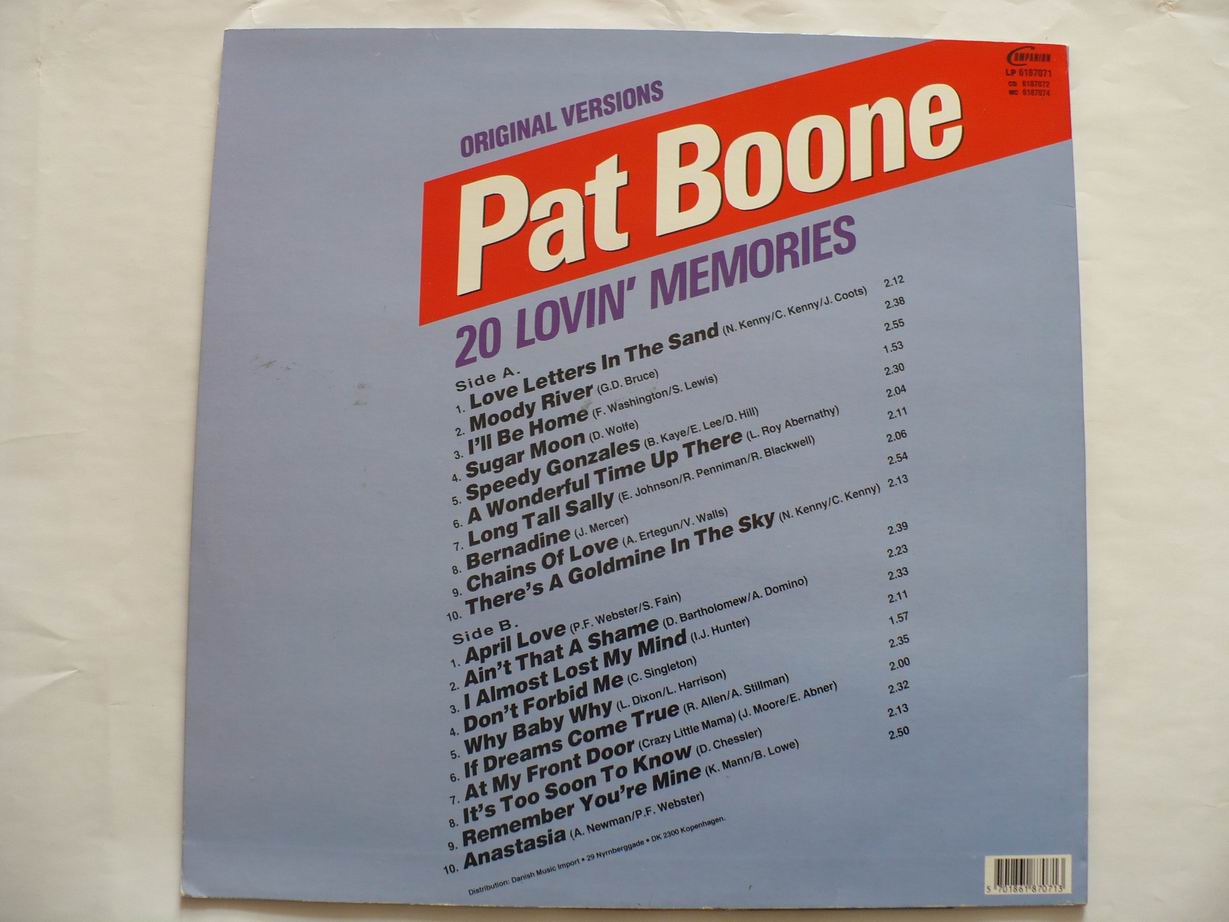 COMPANION
LP 6187071
CD 6187072
MC 6187074
ORIGINAL VERSIONS
Pat Boone
20 LOVIN' MEMORIES
Side A.
1. Love Letters In The Sand (N. Kenny/C. Kenny/J. Coots) 2.12
2. Moody River (G.D. Bruce) 2.38
3. I'll Be Home (F. Washington/S. Lewis) 2.55
4. Sugar Moon (D. Wolfe) 1.53
5. Speedy Gonzales (B. Kaye/E. Lee/D. Hill) 2.30
6. A Wonderful Time Up There (L. Roy Abernathy) 2.04
7. Long Tall Sally (E. Johnson/R. Penniman/R. Blackwell) 2.11
8. Bernadine (J. Mercer) 2.06
9. Chains Of Love (A. Ertegun/V. Walls) 2.54
10. There's A Goldmine In The Sky (N. Kenny/C. Kenny) 2.13
Side B.
1. April Love (P.F. Webster/S. Fain) 2.39
2. Ain't That A Shame (D. Bartholomew/A. Domino) 2.23
3. I Almost Lost My Mind (I.J. Hunter) 2.33
4. Don't Forbid Me (C. Singleton) 2.11
5. Why Baby Why (L. Dixon/L. Harrison) 1.57
6. If Dreams Come True (R. Allen/A. Stillman) 2.35
7. At My Front Door (Crazy Little Mama) (J. Moore/E. Abner) 2.00
8. It's Too Soon To Know (D. Chessler) 2.32
9. Remember You're Mine (K. Mann/B. Lowe) 2.13
10. Anastasia (A. Newman/P.F. Webster) 2.50
Distribution: Danish Music Import • 29 Nyrnberggade • DK 2300 Kopenhagen.
5 701861 870713